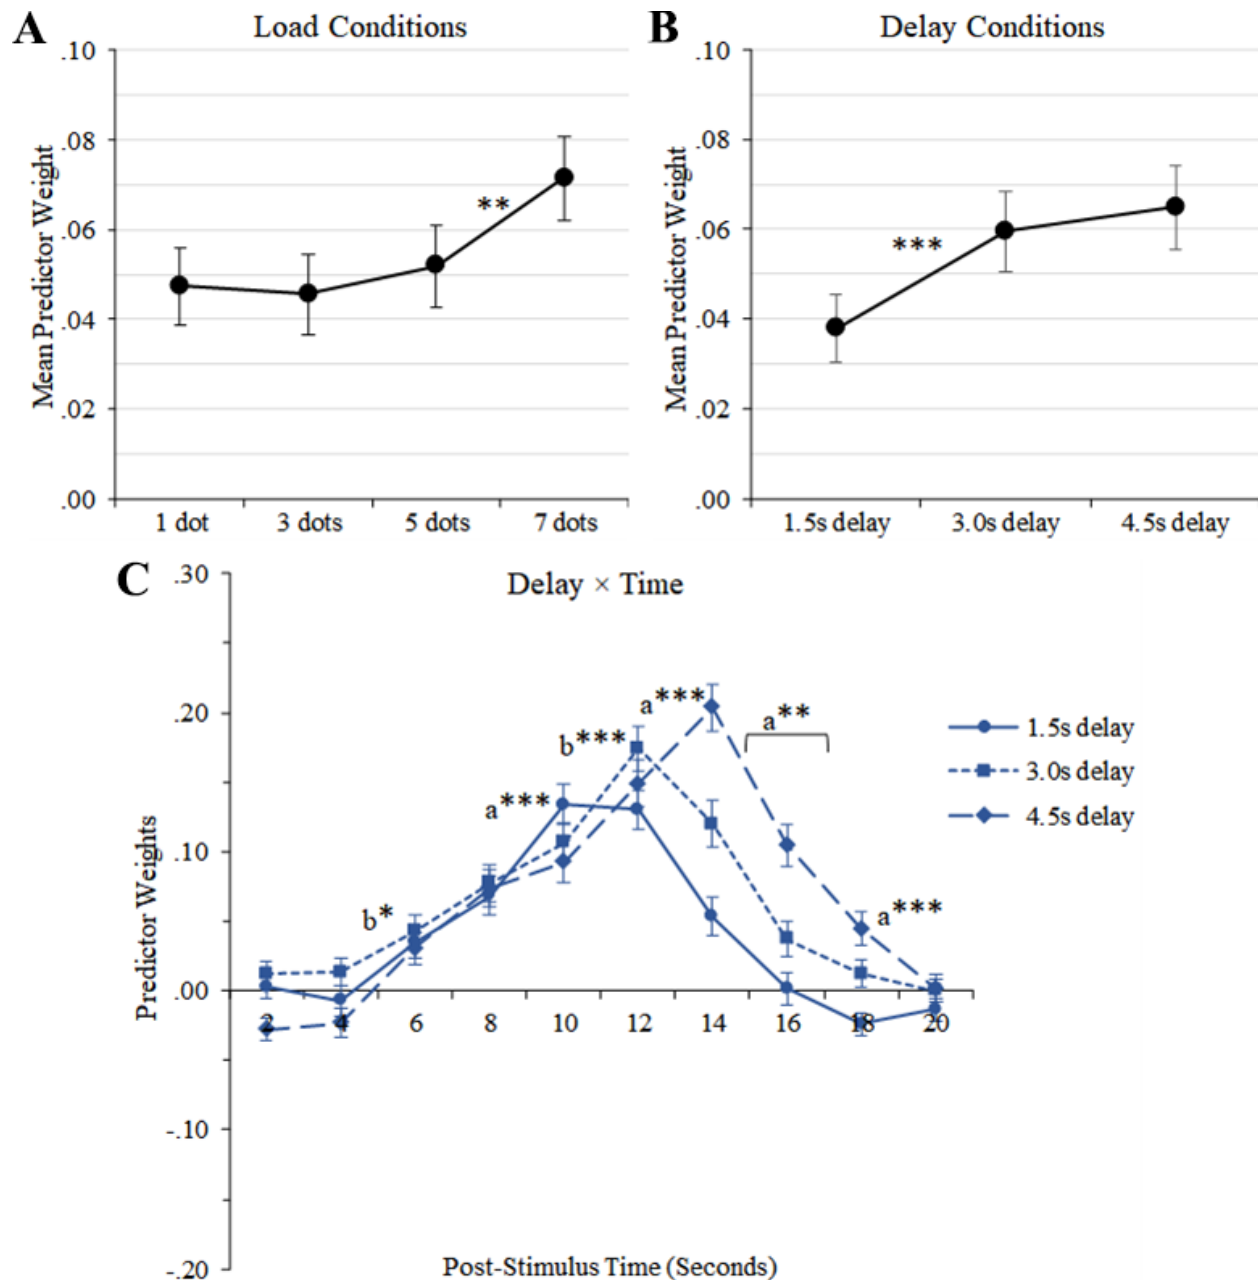 A
Load Conditions
.10
.08
.06
.04
.02
.00
Mean Predictor Weight
**
1 dot 3 dots 5 dots 7 dots
B
Delay Conditions
.10
.08
.06
.04
.02
.00
Mean Predictor Weight
***
1.5s delay 3.0s delay 4.5s delay
C
Delay × Time
.30
.20
.10
.00
-.10
-.20
Predictor Weights
b*
a***
b***
a***
a**
a***
2 4 6 8 10 12 14 16 18 20
Post-Stimulus Time (Seconds)
1.5s delay
3.0s delay
4.5s delay